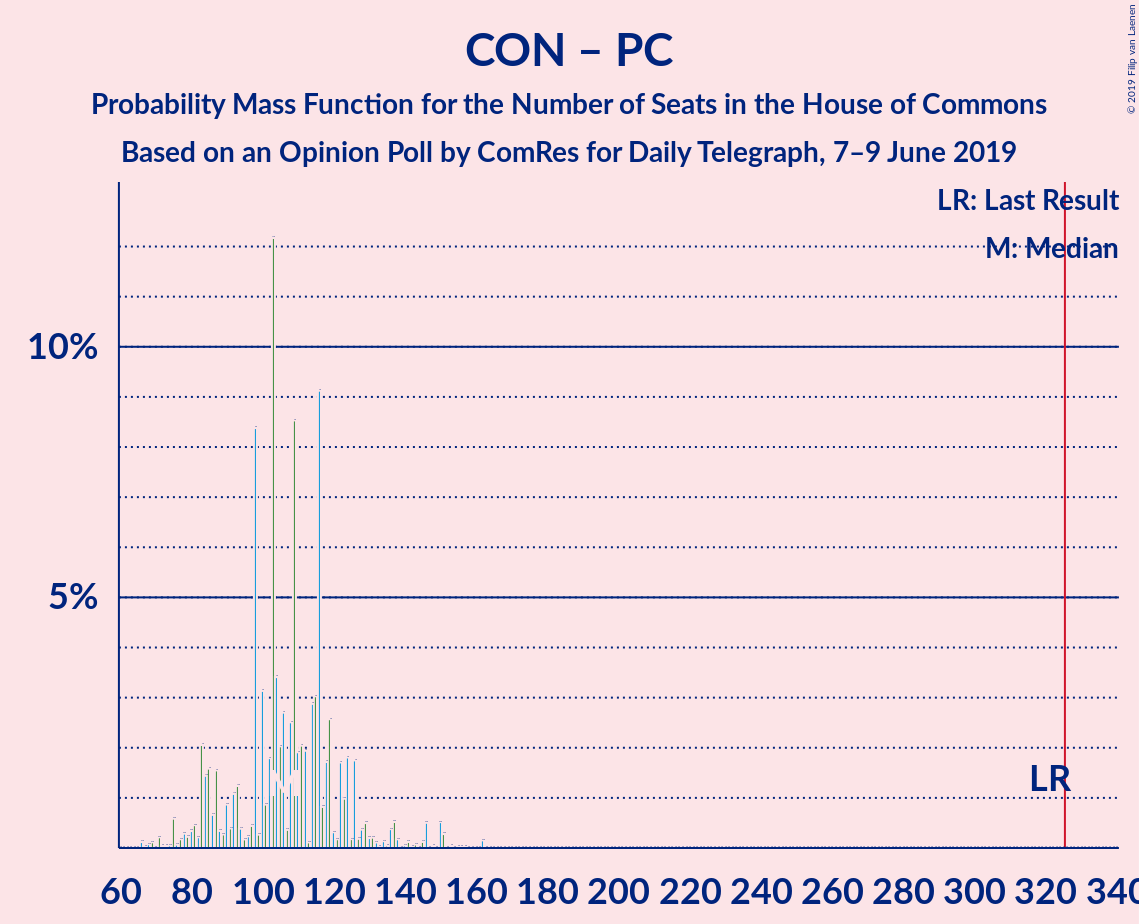 CON – PC
Probability Mass Function for the Number of Seats in the House of Commons
Based on an Opinion Poll by ComRes for Daily Telegraph, 7–9 June 2019
© 2019 Filip van Laenen
LR: Last Result
M: Median
10%
5%
LR
60 80 100 120 140 160 180 200 220 240 260 280 300 320 340